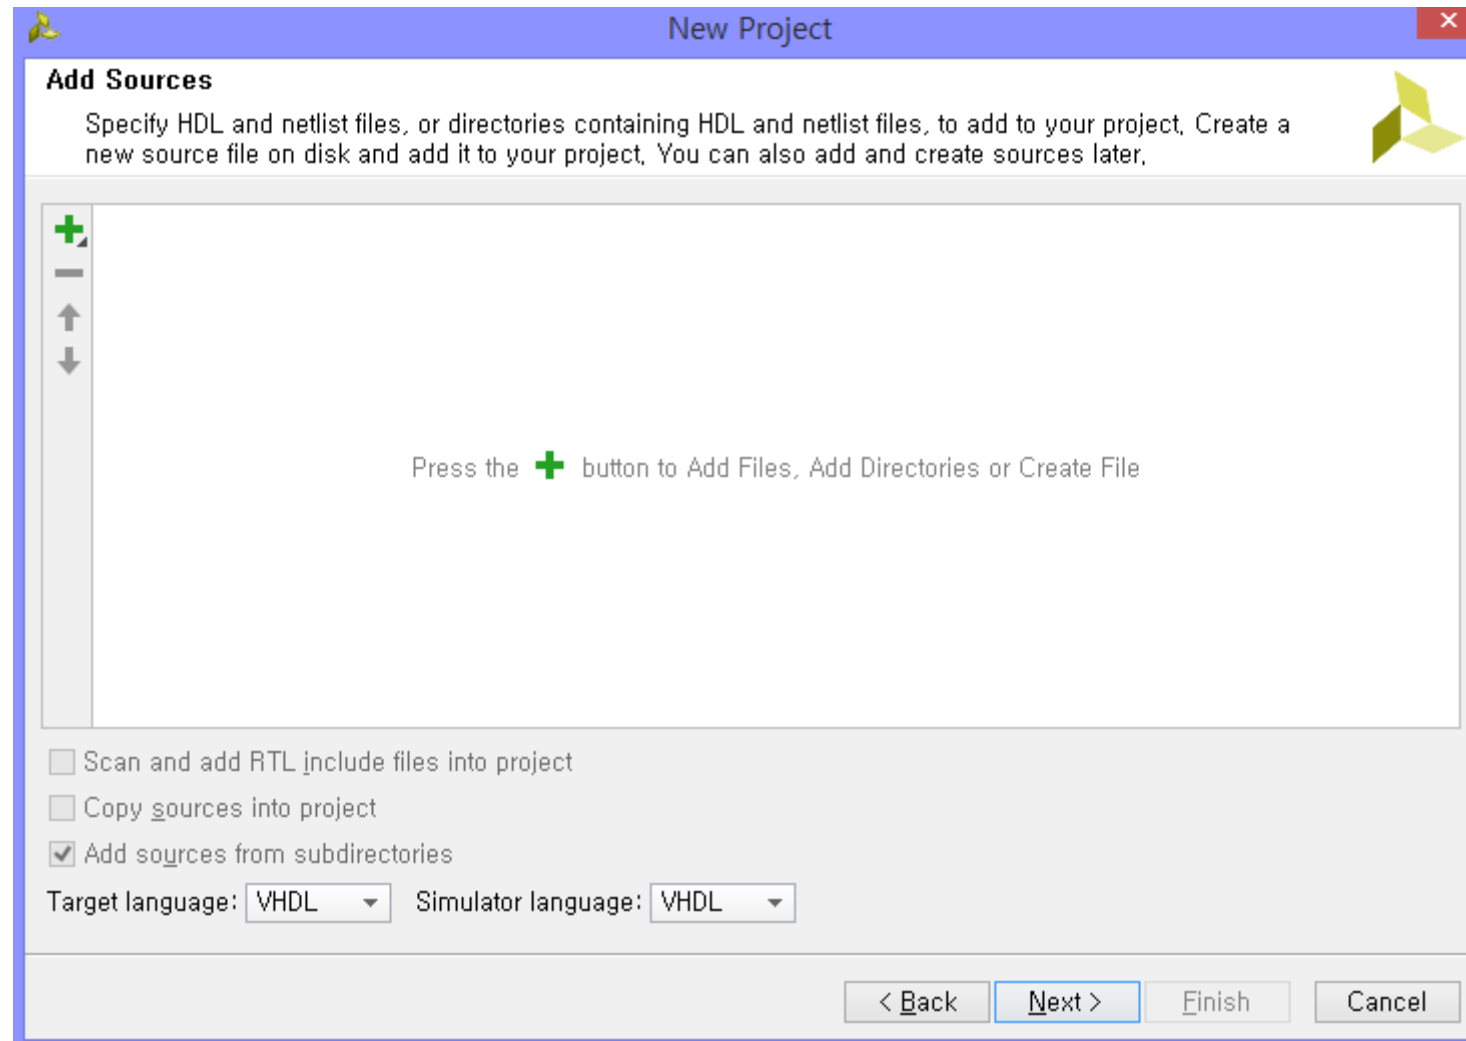 New Project
Add Sources
Specify HDL and netlist files, or directories containing HDL and netlist files, to add to your project, Create a
new source file on disk and add it to your project, You can also add and create sources later,
Press the + button to Add Files, Add Directories or Create File
Scan and add RTL include files into project
Copy sources into project
Add sources from subdirectories
Target language: VHDL Simulator language: VHDL
< Back Next > Finish Cancel